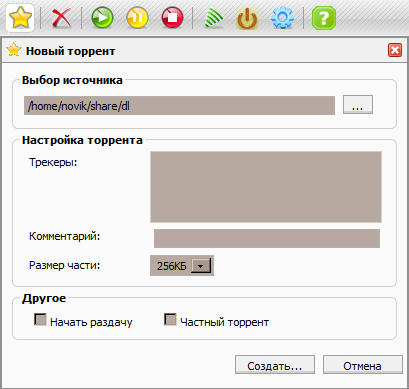 Новый торрент
Выбор источника
/home/novik/share/dl ...
Настройка торрента
Трекеры:
Комментарий:
Размер части: 256КБ
Другое
Начать раздачу Частный торрент
Создать... Отмена